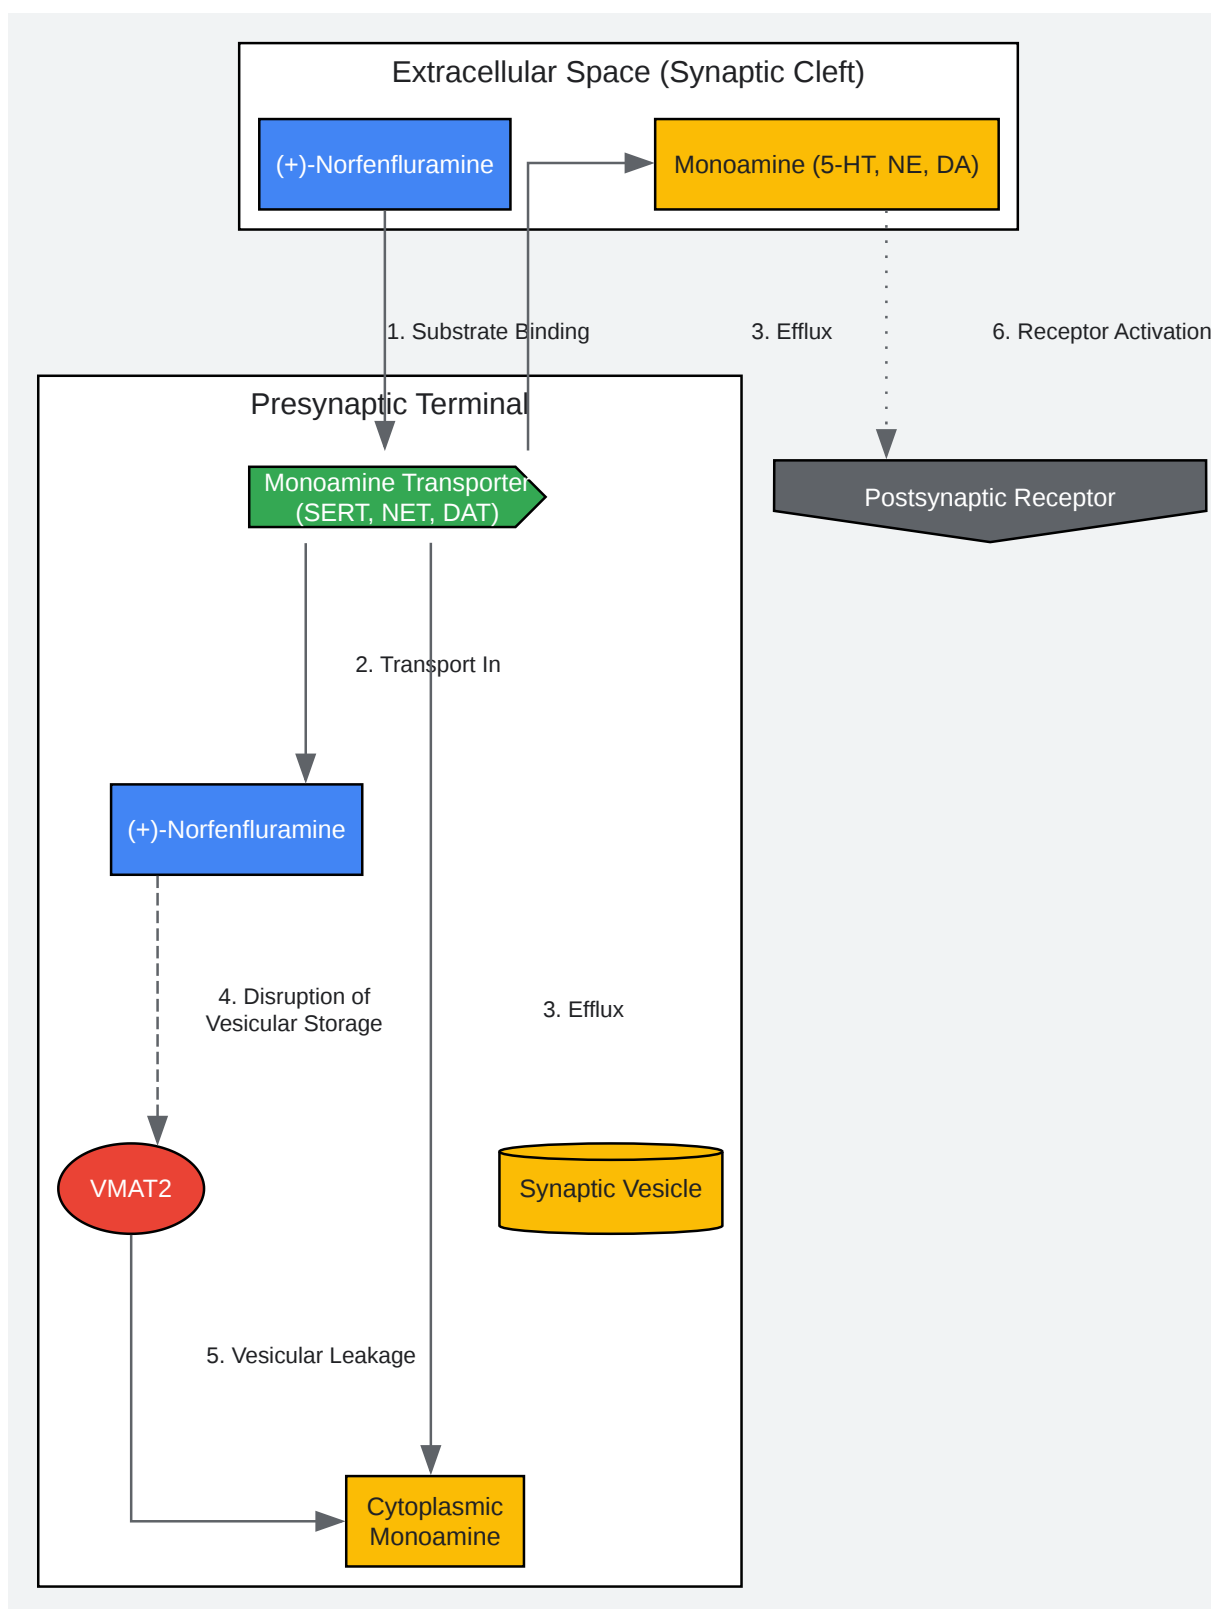 Extracellular Space (Synaptic Cleft)
(+)-Norfenfluramine
Monoamine (5-HT, NE, DA)
1. Substrate Binding
3. Efflux
6. Receptor Activation
Presynaptic Terminal
Monoamine Transporter
(SERT, NET, DAT)
Postsynaptic Receptor
2. Transport In
(+)-Norfenfluramine
4. Disruption of
Vesicular Storage
3. Efflux
VMAT2
Synaptic Vesicle
5. Vesicular Leakage
Cytoplasmic
Monoamine